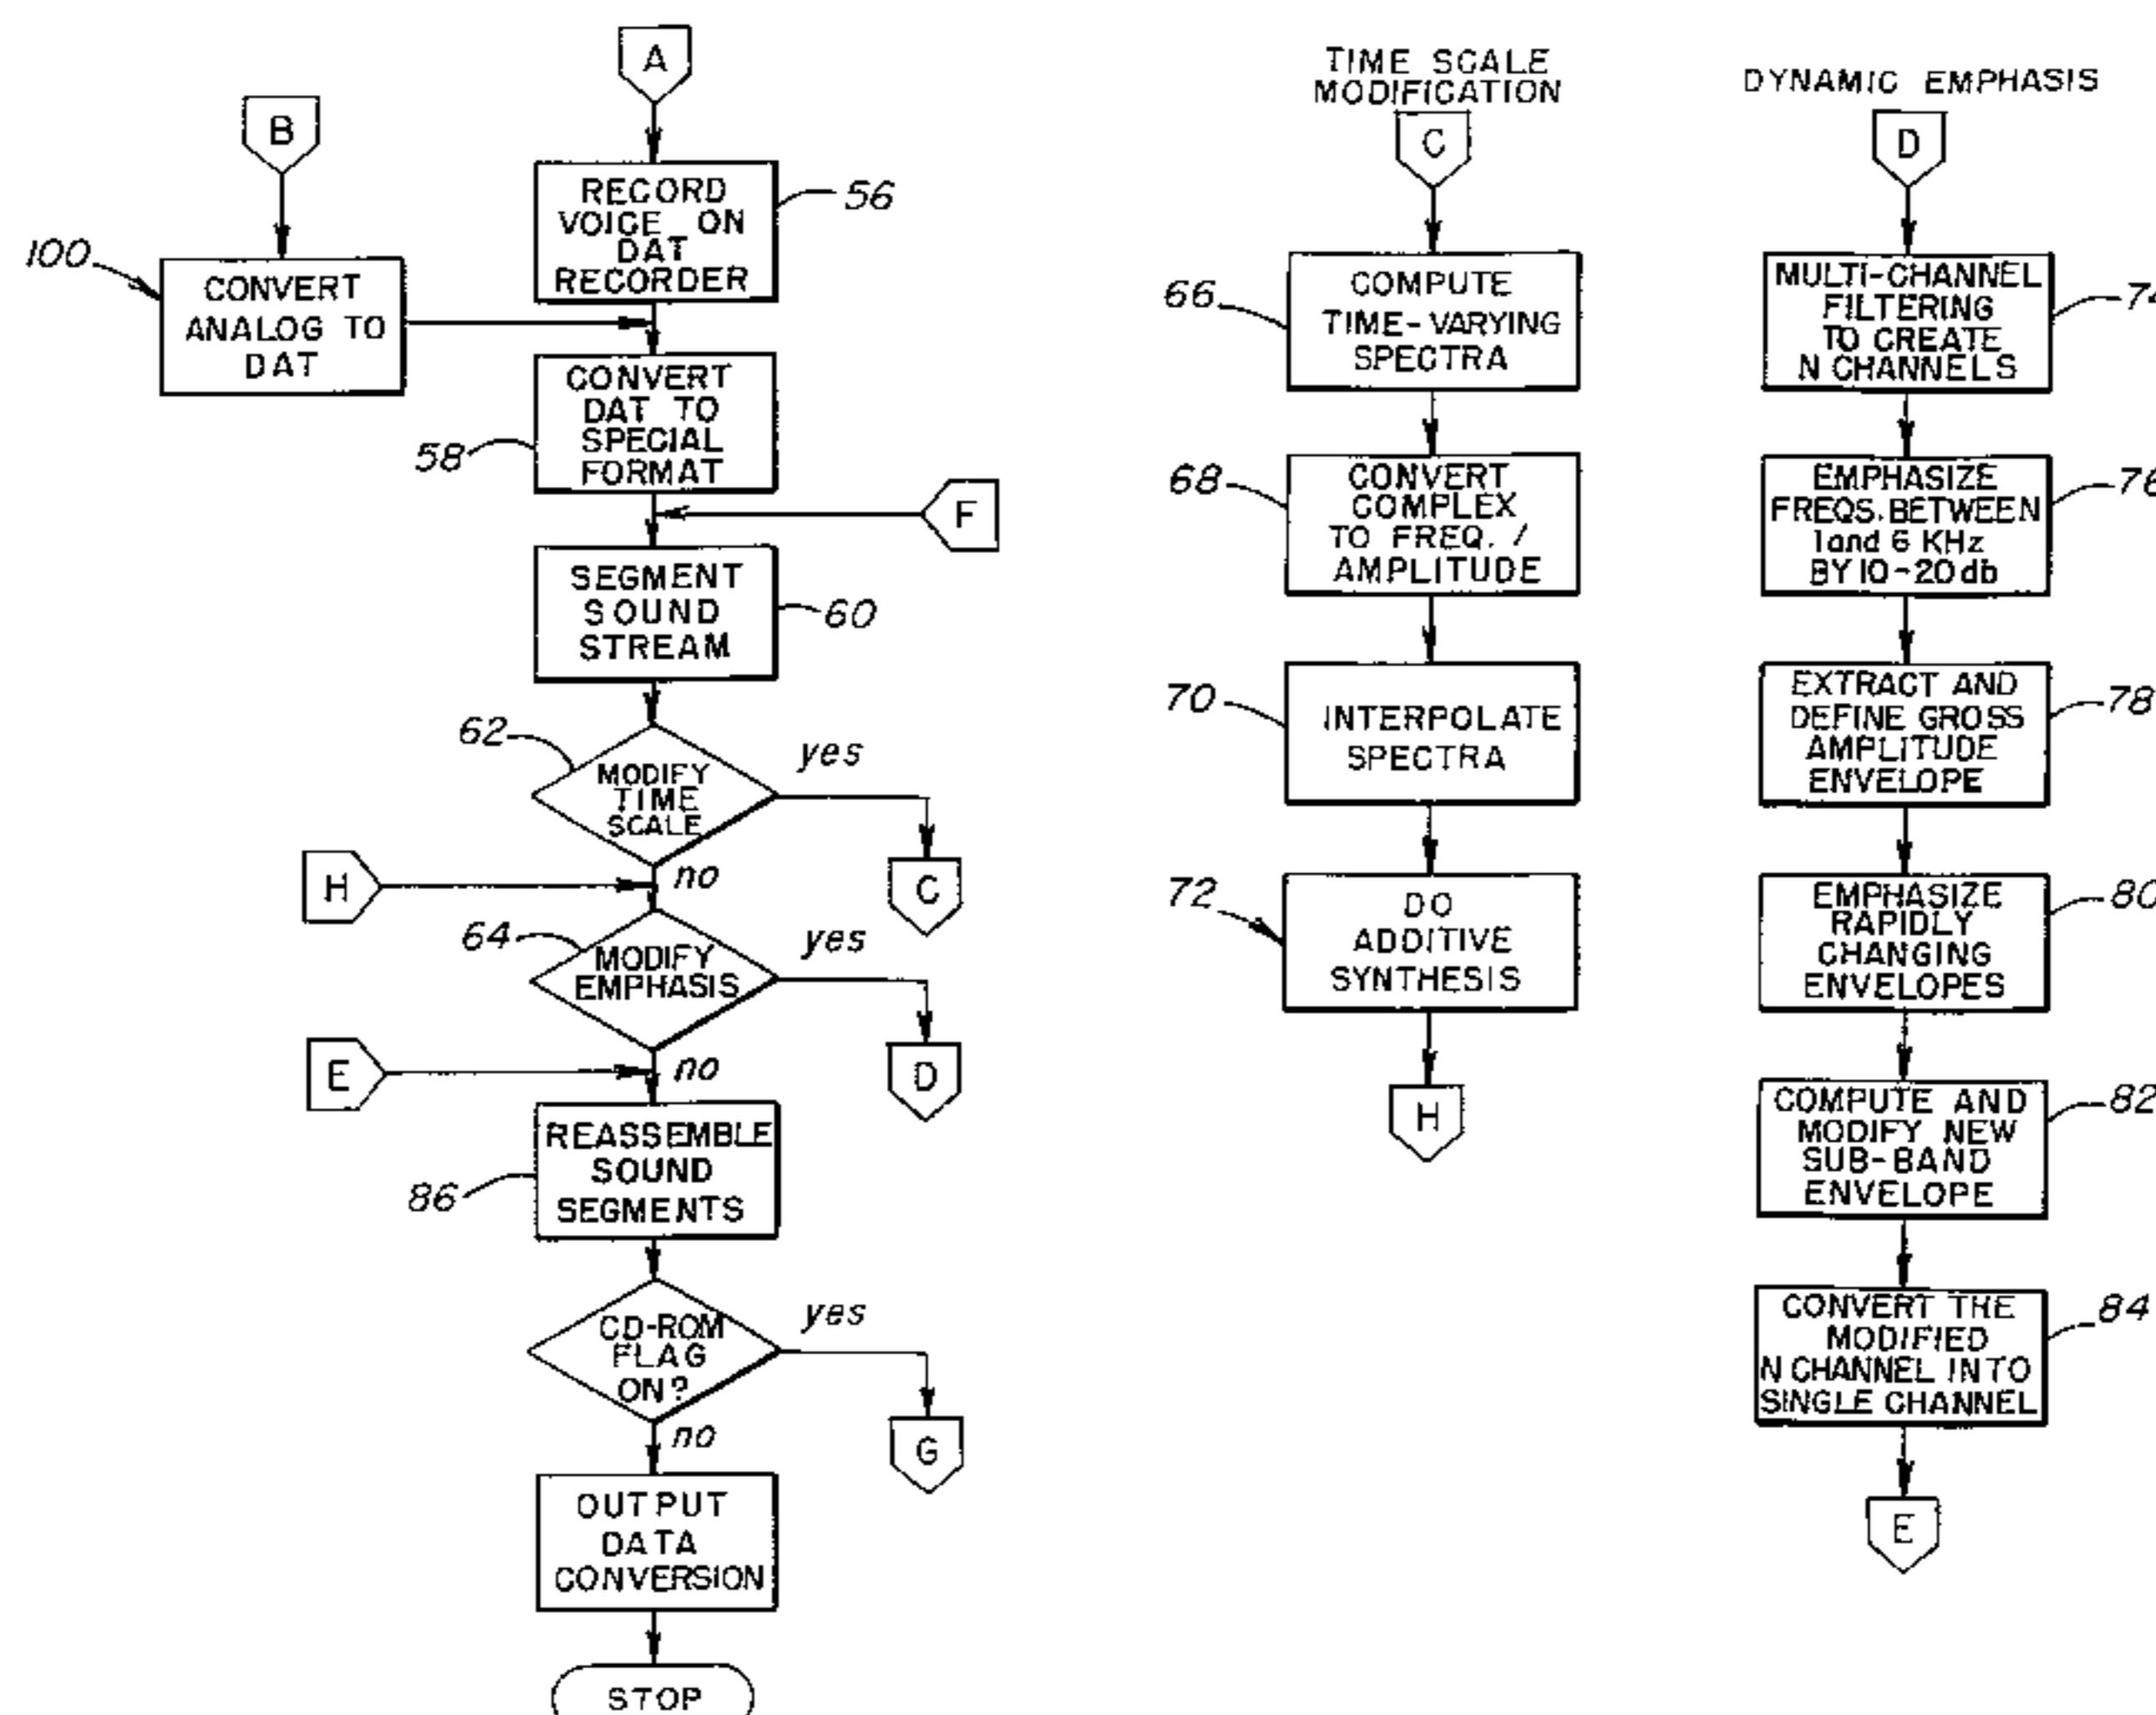 A
B
RECORD
VOICE ON
DAT
RECORDER
56
100
CONVERT
ANALOG TO
DAT
CONVERT
DAT TO
SPECIAL
FORMAT
58
F
SEGMENT
SOUND
STREAM
60
62
MODIFY
TIME
SCALE
yes
no
H
C
64
MODIFY
EMPHASIS
yes
no
E
D
REASSEMBLE
SOUND
SEGMENTS
86
CD-ROM
FLAG
ON?
yes
no
G
OUTPUT
DATA
CONVERSION
STOP
TIME SCALE
MODIFICATION
C
66
COMPUTE
TIME-VARYING
SPECTRA
68
CONVERT
COMPLEX
TO FREQ. /
AMPLITUDE
70
INTERPOLATE
SPECTRA
72
DO
ADDITIVE
SYNTHESIS
H
DYNAMIC EMPHASIS
D
MULTI-CHANNEL
FILTERING
TO CREATE
N CHANNELS
74
EMPHASIZE
FREQS. BETWEEN
1 and 6 KHz
BY 10-20 db
76
EXTRACT AND
DEFINE GROSS
AMPLITUDE
ENVELOPE
78
EMPHASIZE
RAPIDLY
CHANGING
ENVELOPES
80
COMPUTE AND
MODIFY NEW
SUB-BAND
ENVELOPE
82
CONVERT THE
MODIFIED
N CHANNEL INTO
SINGLE CHANNEL
84
E